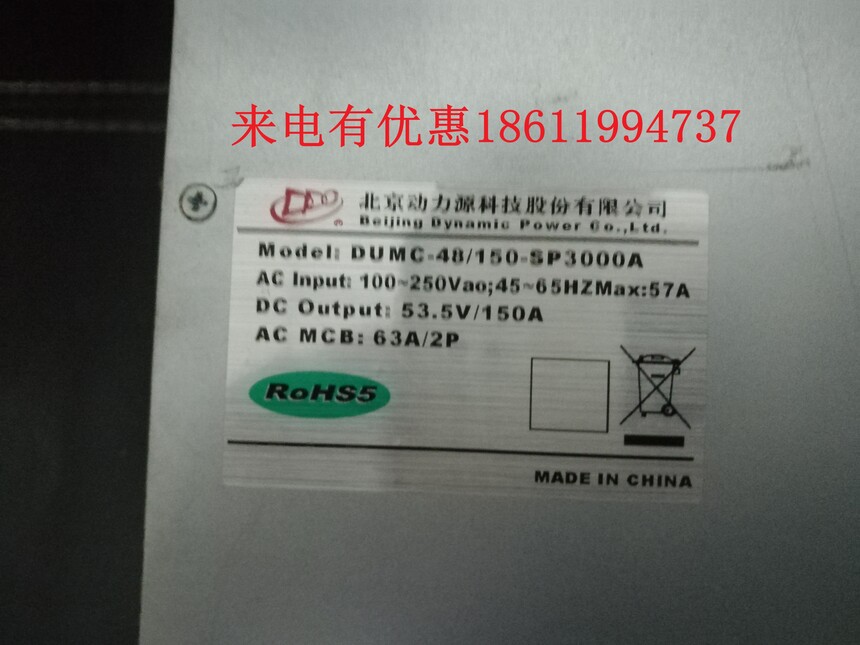 来电有优惠18611994737
北京动力源科技股份有限公司
Beijing Dynamic Power Co.,Ltd.
Model: DUMC-48/150-SP3000A
AC Input: 100~250Vac;45~65HZMax:57A
DC Output: 53.5V/150A
AC MCB: 63A/2P
RoHS5
MADE IN CHINA